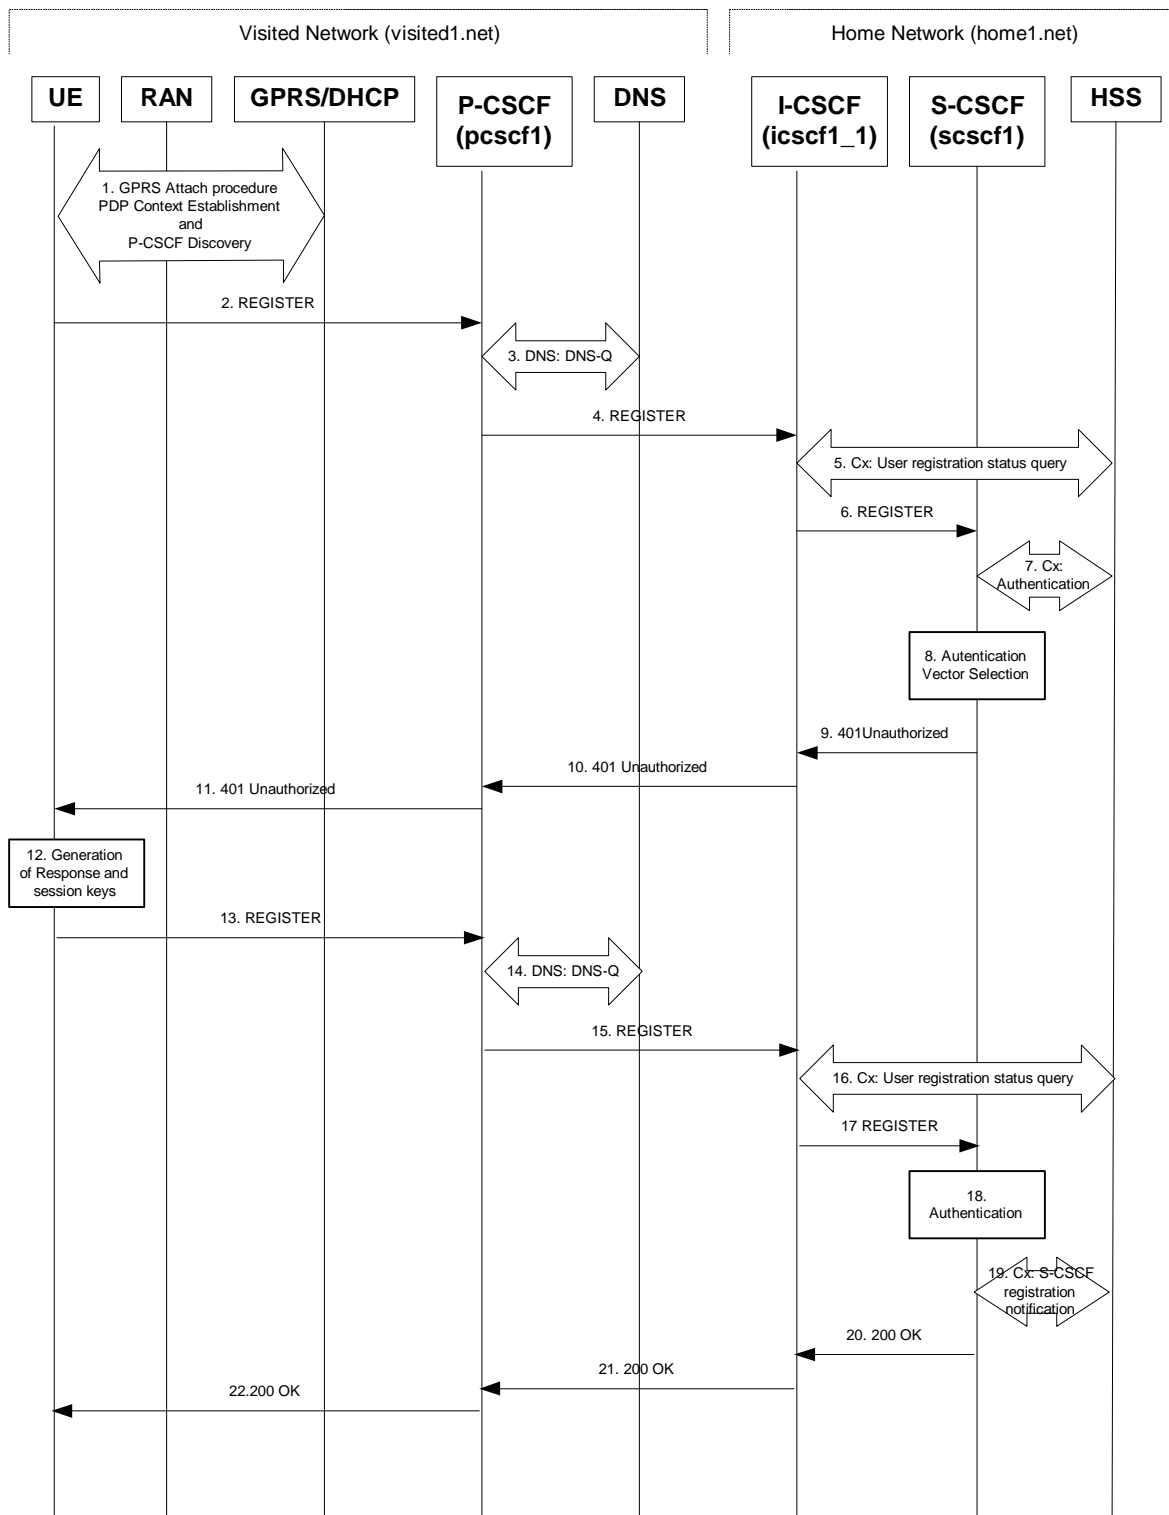 Visited Network (visited1.net)
Home Network (home1.net)
UE
RAN
GPRS/DHCP
P-CSCF
(pcscf1)
DNS
I-CSCF
(icscf1_1)
S-CSCF
(scscf1)
HSS
1. GPRS Attach procedure
PDP Context Establishment
and
P-CSCF Discovery
2. REGISTER
3. DNS: DNS-Q
4. REGISTER
5. Cx: User registration status query
6. REGISTER
7. Cx:
Authentication
8. Autentication
Vector Selection
9. 401Unauthorized
10. 401 Unauthorized
11. 401 Unauthorized
12. Generation
of Response and
session keys
13. REGISTER
14. DNS: DNS-Q
15. REGISTER
16. Cx: User registration status query
17 REGISTER
18.
Authentication
19. Cx: S-CSCF
registration
notification
20. 200 OK
21. 200 OK
22.200 OK